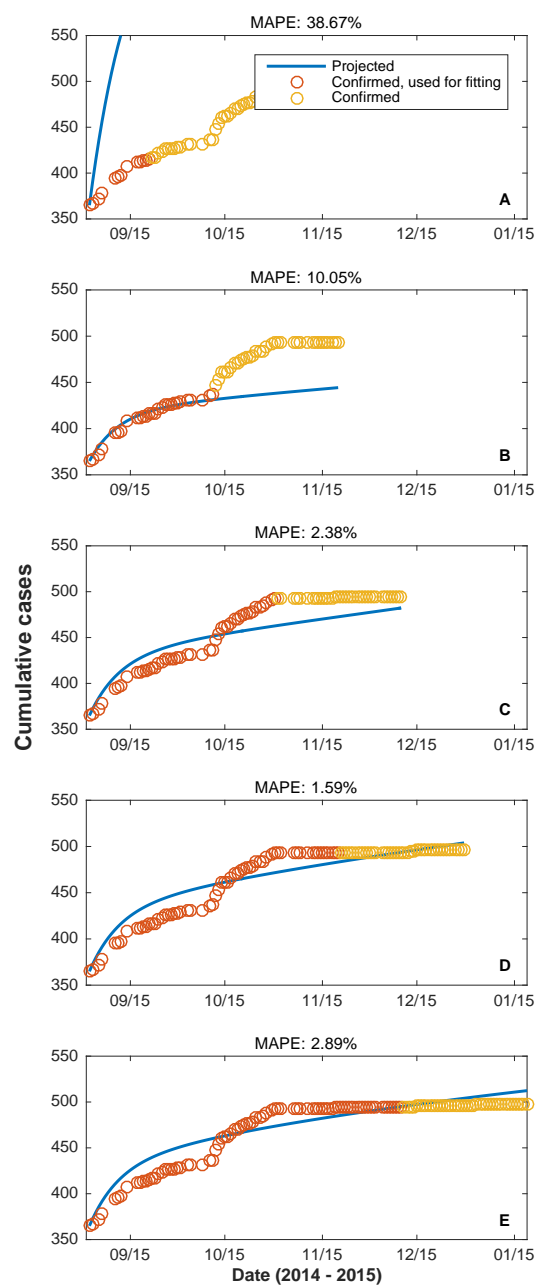 MAPE: 38.67%
550
500
450
400
350
Projected
Confirmed, used for fitting
Confirmed
A
09/15 10/15 11/15 12/15 01/15
MAPE: 10.05%
550
500
450
400
350
B
09/15 10/15 11/15 12/15 01/15
MAPE: 2.38%
550
500
450
400
350
C
09/15 10/15 11/15 12/15 01/15
Cumulative cases
MAPE: 1.59%
550
500
450
400
350
D
09/15 10/15 11/15 12/15 01/15
MAPE: 2.89%
550
500
450
400
350
E
09/15 10/15 11/15 12/15 01/15
Date (2014 - 2015)